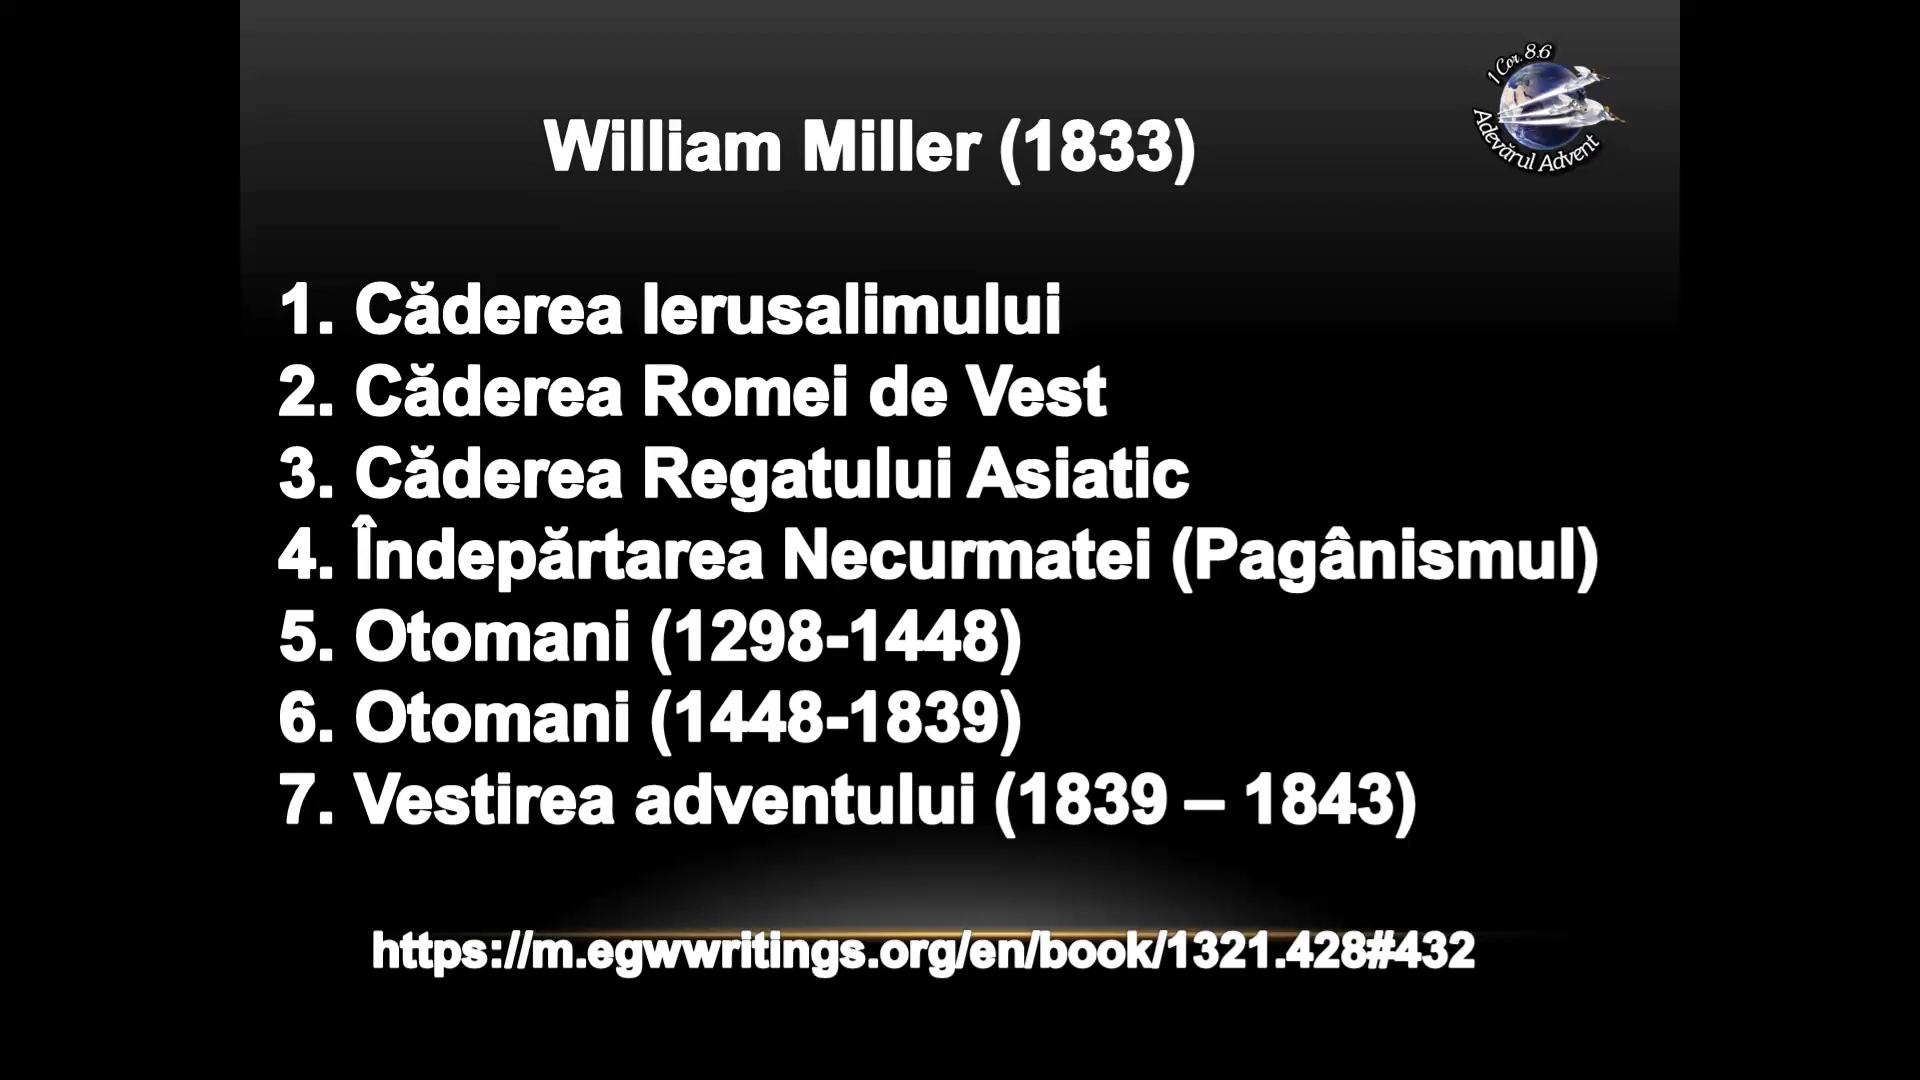 1 Cor. 8:6
Adevărul Advent
William Miller (1833)
1. Căderea Ierusalimului
2. Căderea Romei de Vest
3. Căderea Regatului Asiatic
4. Îndepărtarea Necurmatei (Pagânismul)
5. Otomani (1298-1448)
6. Otomani (1448-1839)
7. Vestirea adventului (1839 – 1843)
https://m.egwwritings.org/en/book/1321.428#432